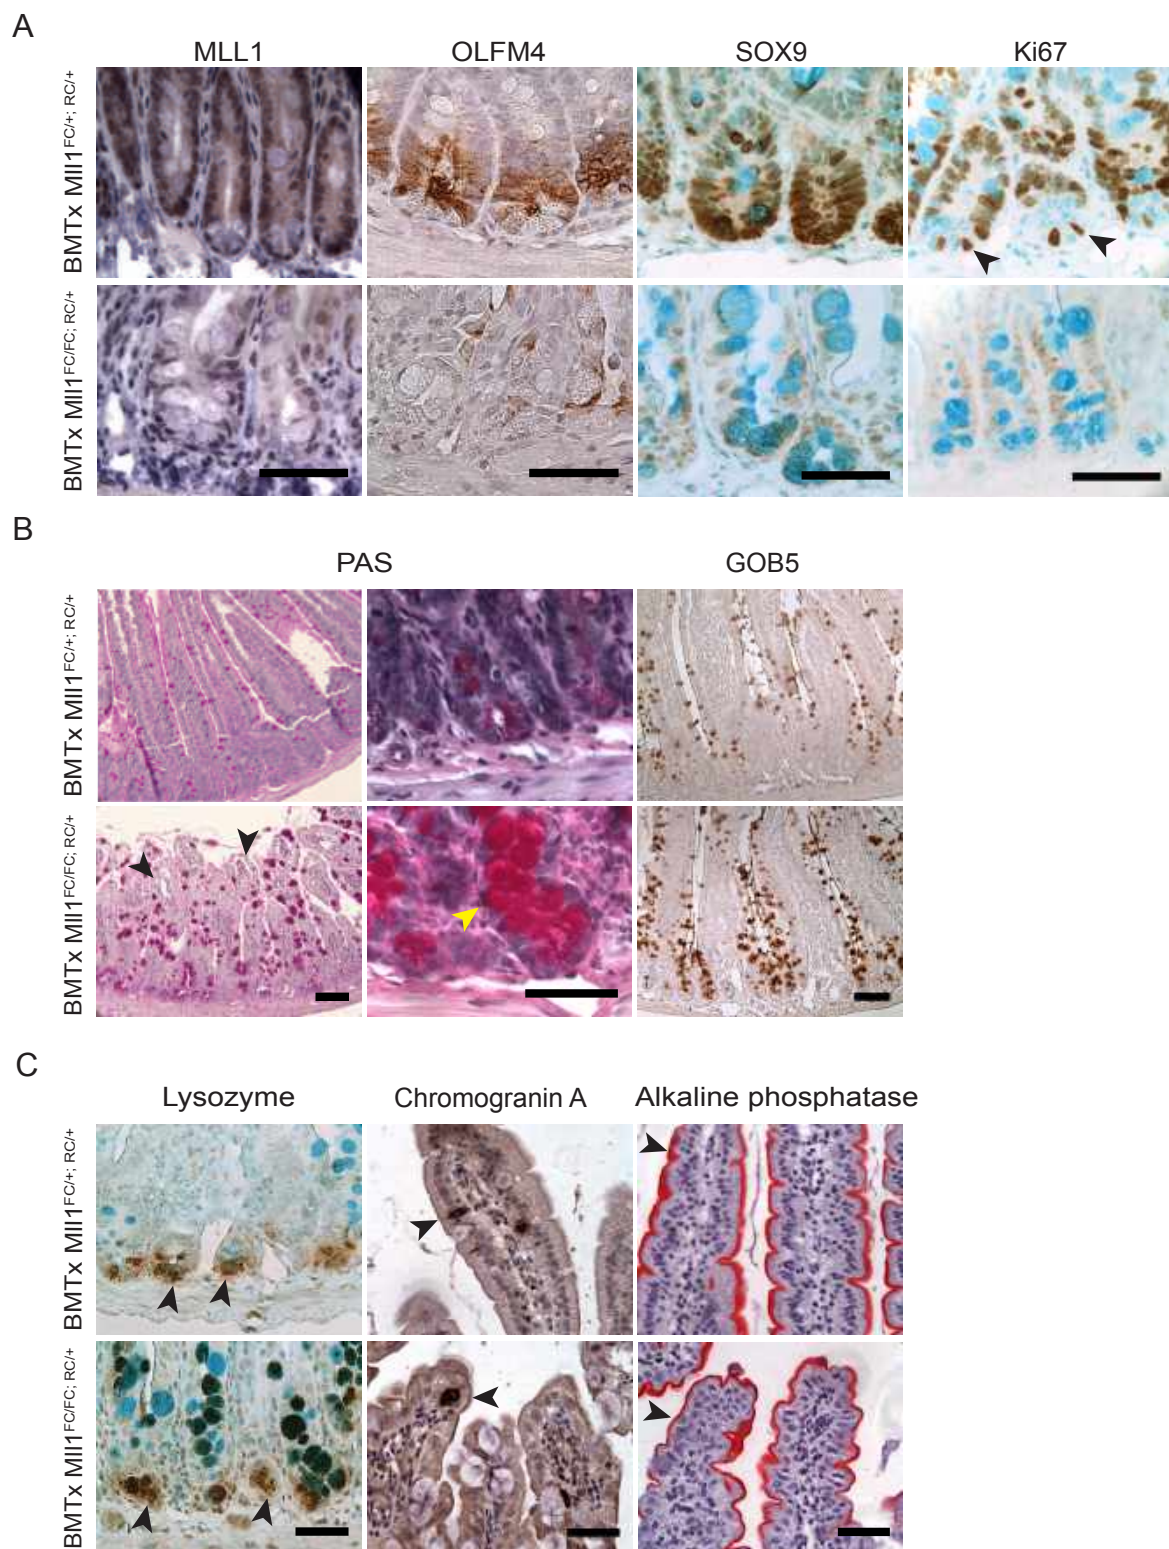 A
MLL1 OLFM4 SOX9 Ki67
BMTx Mll1FC/+; RC/+
BMTx Mll1FC/FC; RC/+
B
PAS GOB5
BMTx Mll1FC/+; RC/+
BMTx Mll1FC/FC; RC/+
C
Lysozyme Chromogranin A Alkaline phosphatase
BMTx Mll1FC/+; RC/+
BMTx Mll1FC/FC; RC/+